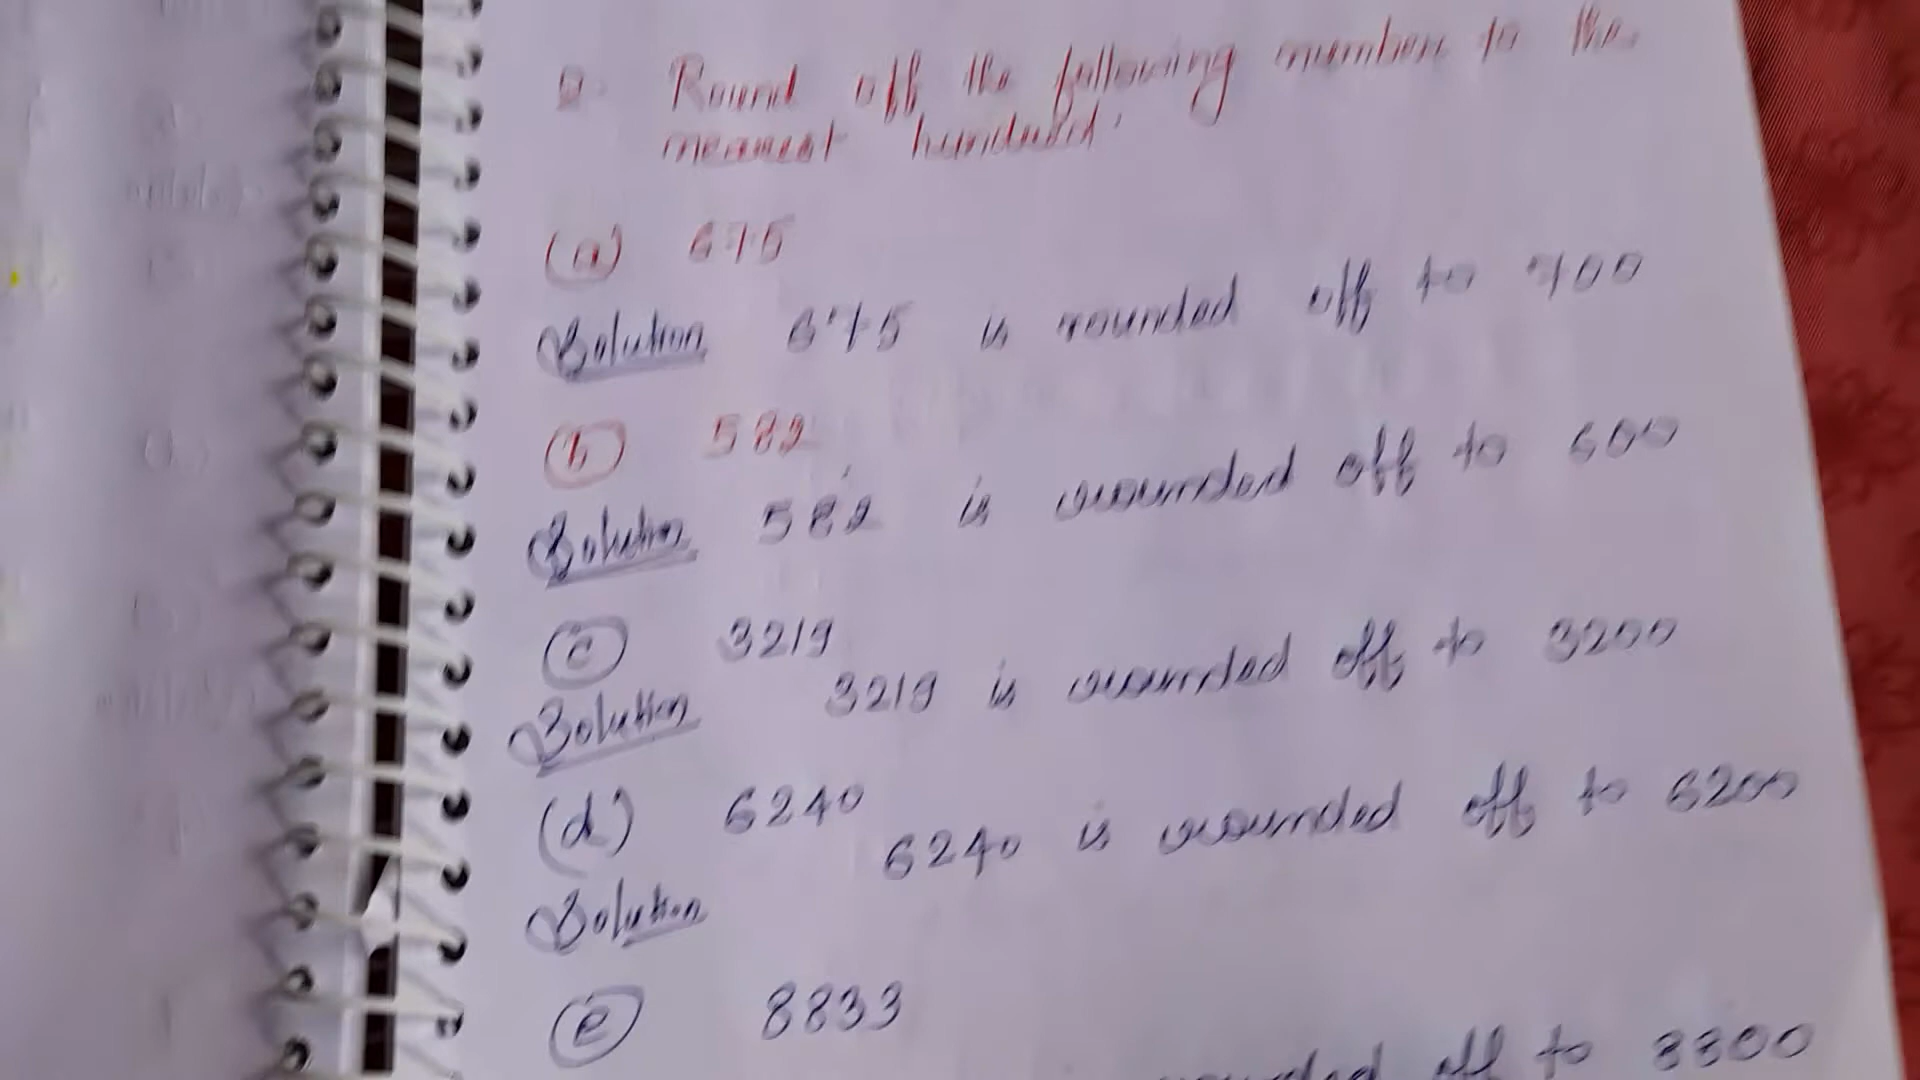 Q. Round off the following numbers to the
nearest hundred.
(a) 675
Solution 675 is rounded off to 700
(b) 582
Solution 582 is rounded off to 600
(c) 3219
Solution 3219 is rounded off to 3200
(d) 6240
6240 is rounded off to 6200
Solution
(e) 8833
rounded off to 8800